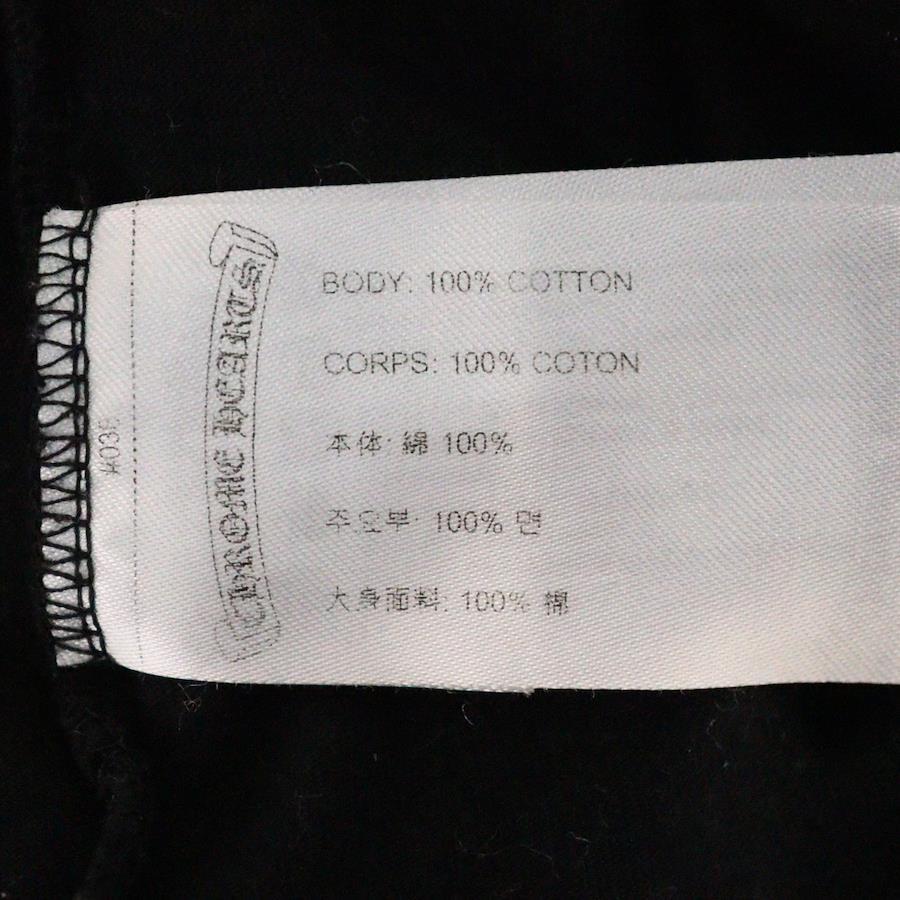 CHROME HEARTS
BODY: 100% COTTON
CORPS: 100% COTON
本体: 綿 100%
주요부: 100% 면
大身面料: 100% 棉